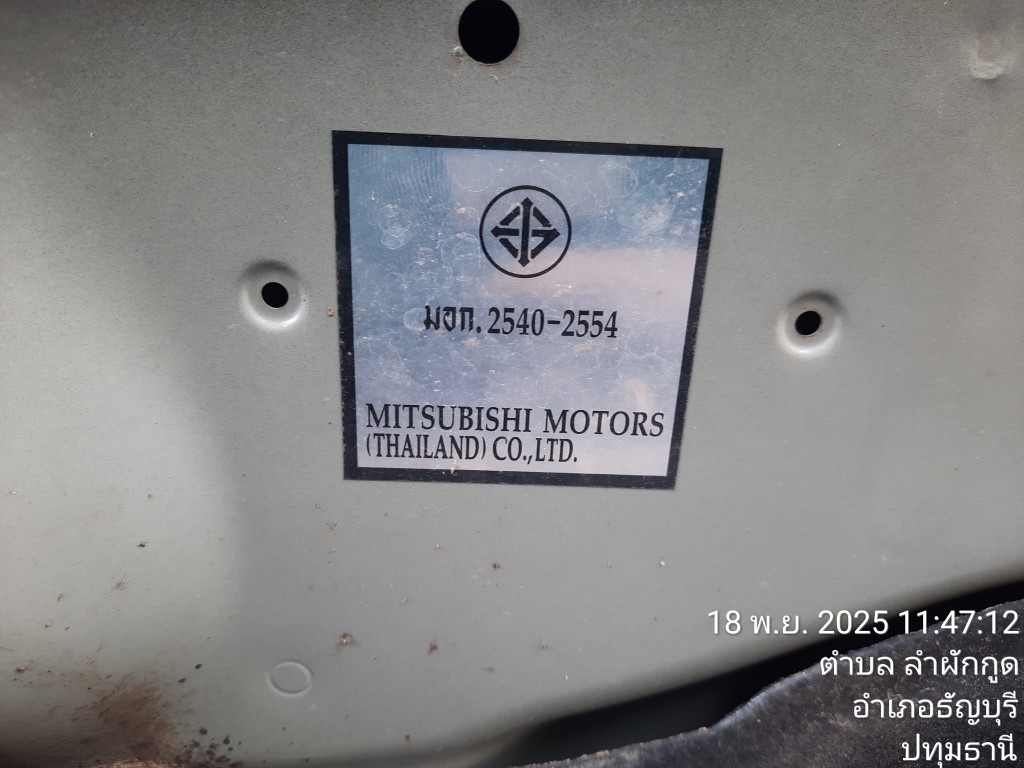 มอก. 2540-2554
MITSUBISHI MOTORS
(THAILAND) CO.,LTD.
18 พ.ย. 2025 11:47:12
ตำบล ลำผักกูด
อำเภอธัญบุรี
ปทุมธานี